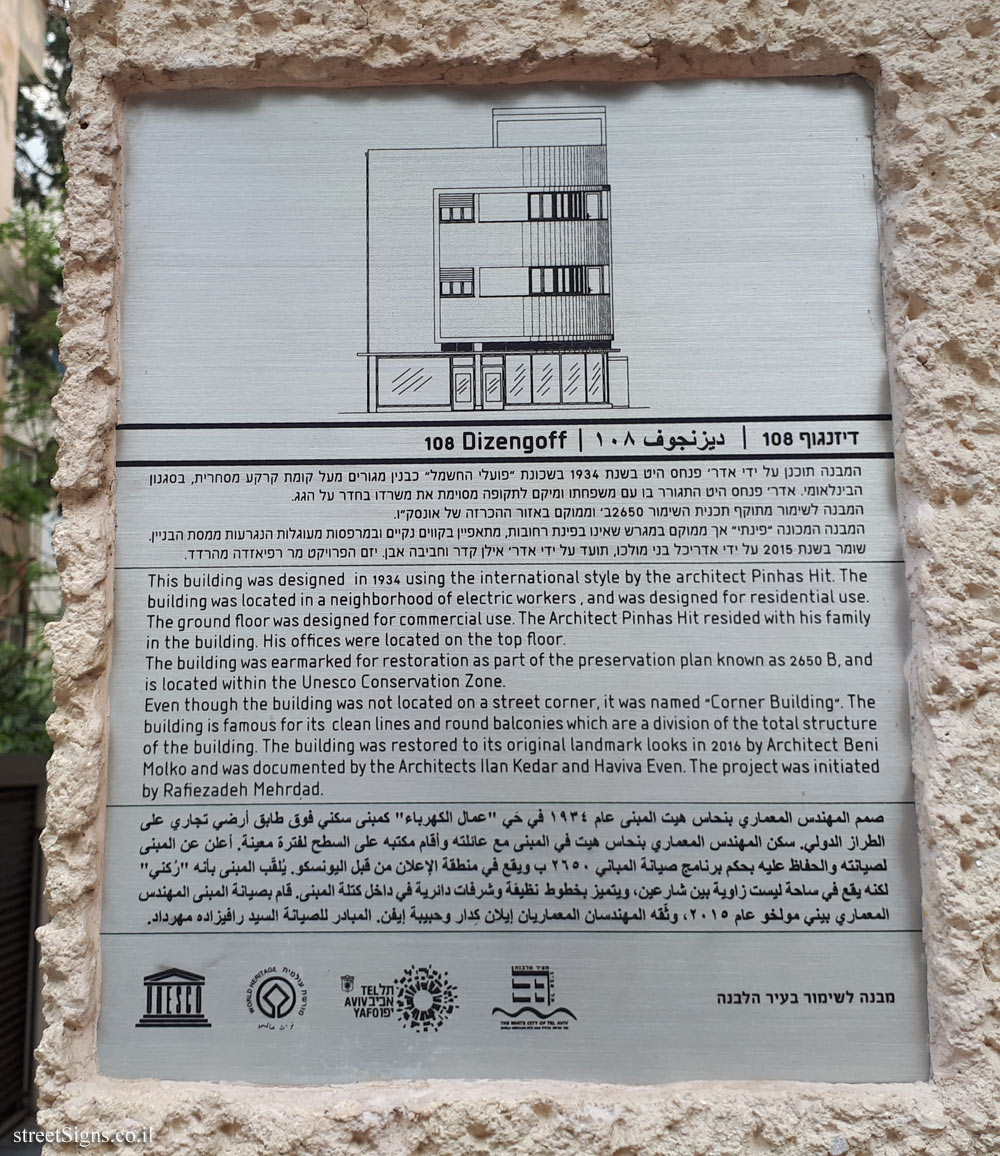 108 Dizengoff | ديزنجوف ١٠٨ | דיזנגוף 108
המבנה תוכנן על ידי אדר׳ פנחס היט בשנת 1934 בשכונת ״פועלי החשמל״ כבנין מגורים מעל קומת קרקע מסחרית, בסגנון
הבינלאומי. אדר׳ פנחס היט התגורר בו עם משפחתו ומיקם לתקופה מסוימת את משרדו בחדר על הגג.
המבנה לשימור מתוקף תכנית השימור 2650ב׳ וממוקם באזור ההכרזה של אונסק״ו.
המבנה המכונה ״פינתי״ אך ממוקם במגרש שאינו בפינת רחובות, מתאפיין בקווים נקיים ובמרפסות מעוגלות הנגרעות ממסת הבניין.
שומר בשנת 2015 על ידי אדריכל בני מולכו, תועד על ידי אדר׳ אילן קדר וחביבה אבן. יזם הפרויקט מר רפיאזדה מהרדד.
This building was designed in 1934 using the international style by the architect Pinhas Hit. The
building was located in a neighborhood of electric workers , and was designed for residential use.
The ground floor was designed for commercial use. The Architect Pinhas Hit resided with his family
in the building. His offices were located on the top floor.
The building was earmarked for restoration as part of the preservation plan known as 2650 B, and
is located within the Unesco Conservation Zone.
Even though the building was not located on a street corner, it was named "Corner Building". The
building is famous for its clean lines and round balconies which are a division of the total structure
of the building. The building was restored to its original landmark looks in 2016 by Architect Beni
Molko and was documented by the Architects Ilan Kedar and Haviva Even. The project was initiated
by Rafiezadeh Mehrdad.
صمم المهندس المعماري بنحاس هيت المبنى عام ١٩٣٤ في حَي "عمال الكهرباء" كمبنى سكني فوق طابق أرضي تجاري على
الطراز الدولي. سكن المهندس المعماري بنحاس هيت في المبنى مع عائلته وأقام مكتبه على السطح لفترة معينة. أعلن عن المبنى
لصيانته والحفاظ عليه بحكم برنامج صيانة المباني ٢٦٥٠ ب ويقع في منطقة الإعلان من قبل اليونسكو. يُلقّب المبنى بأنه "رُكني"
لكنه يقع في ساحة ليست زاوية بين شارعين، ويتميز بخطوط نظيفة وشرفات دائرية في داخل كتلة المبنى. قام بصيانة المبنى المهندس
المعماري بيني مولخو عام ٢٠١٥، وثّقه المهندسان المعماريان إيلان كدار وحبيبة إيفن. المبادر للصيانة السيد رافيزاده مهرداد.
UNESCO
WORLD HERITAGE מורשת עולמית
TEL תל
AVIV אביב
YAFO יפו
THE WHITE CITY OF TEL AVIV
מבנה לשימור בעיר הלבנה
streetSigns.co.il